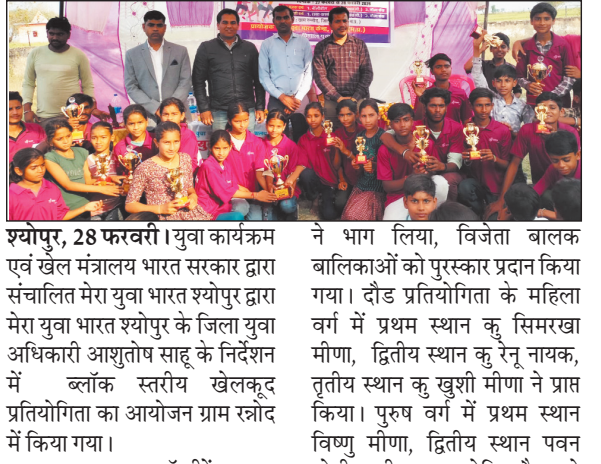 श्योपुर, 28 फरवरी। युवा कार्यक्रम
एवं खेल मंत्रालय भारत सरकार द्वारा
संचालित मेरा युवा भारत श्योपुर द्वारा
मेरा युवा भारत श्योपुर के जिला युवा
अधिकारी आशुतोष साहू के निर्देशन
में ब्लॉक स्तरीय खेलकूद
प्रतियोगिता का आयोजन ग्राम रन्नोद
में किया गया।
ने भाग लिया, विजेता बालक
बालिकाओं को पुरस्कार प्रदान किया
गया। दौड प्रतियोगिता के महिला
वर्ग में प्रथम स्थान कु सिमरखा
मीणा, द्वितीय स्थान कु रेनू नायक,
तृतीय स्थान कु खुशी मीणा ने प्राप्त
किया। पुरुष वर्ग में प्रथम स्थान
विष्णु मीणा, द्वितीय स्थान पवन